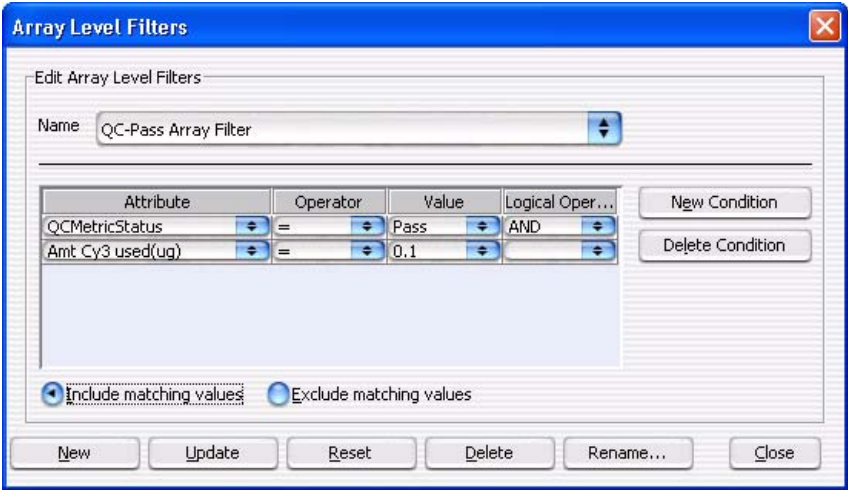 Array Level Filters
Edit Array Level Filters
Name QC-Pass Array Filter
Attribute Operator Value Logical Oper...
QCMetricStatus = Pass AND
Amt Cy3 used(ug) = 0.1
New Condition
Delete Condition
Include matching values Exclude matching values
New Update Reset Delete Rename... Close